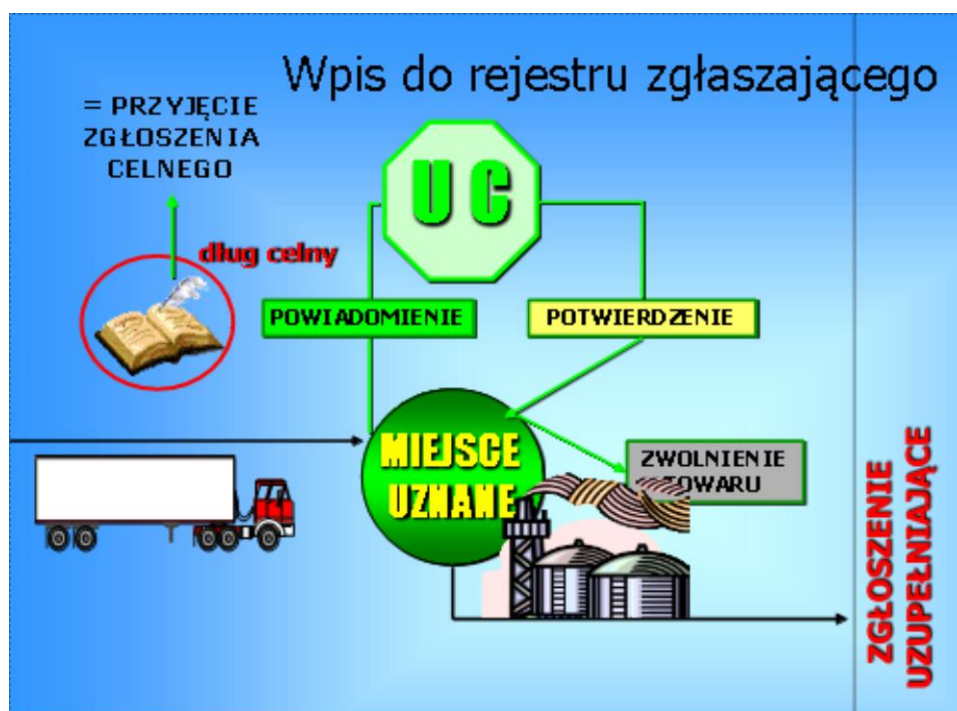 Wpis do rejestru zgłaszającego
= PRZYJĘCIE
ZGŁOSZENIA
CELNEGO
UC
dług celny
POWIADOMIENIE
POTWIERDZENIE
MIEJSCE
UZNANE
ZWOLNIENIE
TOWARU
ZGŁOSZENIE
UZUPEŁNIAJĄCE